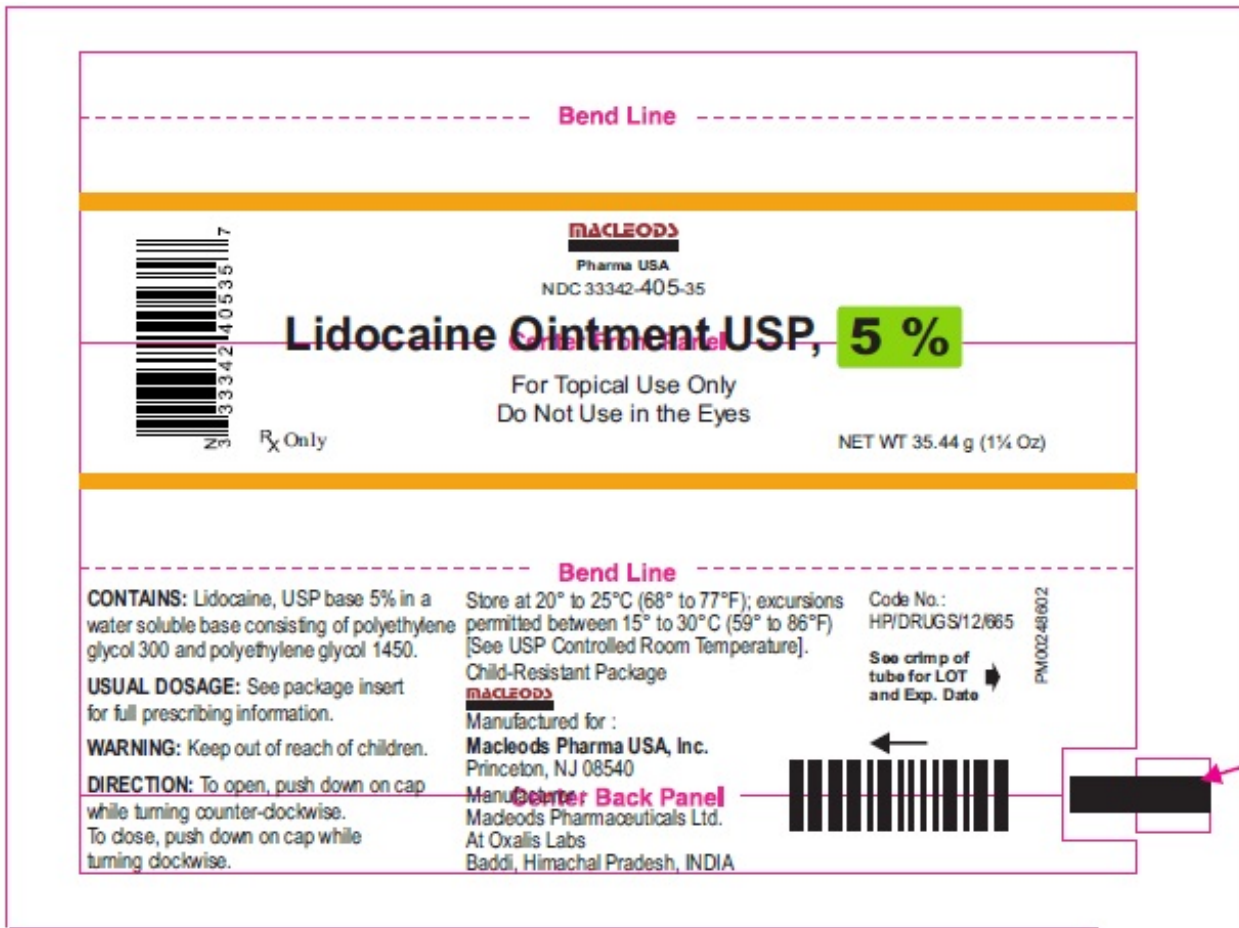 Bend Line
MACLEODS
Pharma USA
NDC 33342-405-35
Lidocaine Ointment USP, 5 %
Center Front Panel
For Topical Use Only
Do Not Use in the Eyes
N
3 33342 40535 7
Rx Only
NET WT 35.44 g (1¼ Oz)
Bend Line
CONTAINS: Lidocaine, USP base 5% in a
water soluble base consisting of polyethylene
glycol 300 and polyethylene glycol 1450.
USUAL DOSAGE: See package insert
for full prescribing information.
WARNING: Keep out of reach of children.
DIRECTION: To open, push down on cap
while turning counter-clockwise.
To close, push down on cap while
turning clockwise.
Store at 20° to 25°C (68° to 77°F); excursions
permitted between 15° to 30°C (59° to 86°F)
[See USP Controlled Room Temperature].
Child-Resistant Package
MACLEODS
Manufactured for :
Macleods Pharma USA, Inc.
Princeton, NJ 08540
Manufacturer :
Center Back Panel
Macleods Pharmaceuticals Ltd.
At Oxalis Labs
Baddi, Himachal Pradesh, INDIA
Code No.:
HP/DRUGS/12/665
See crimp of
tube for LOT
and Exp. Date
PM00248602